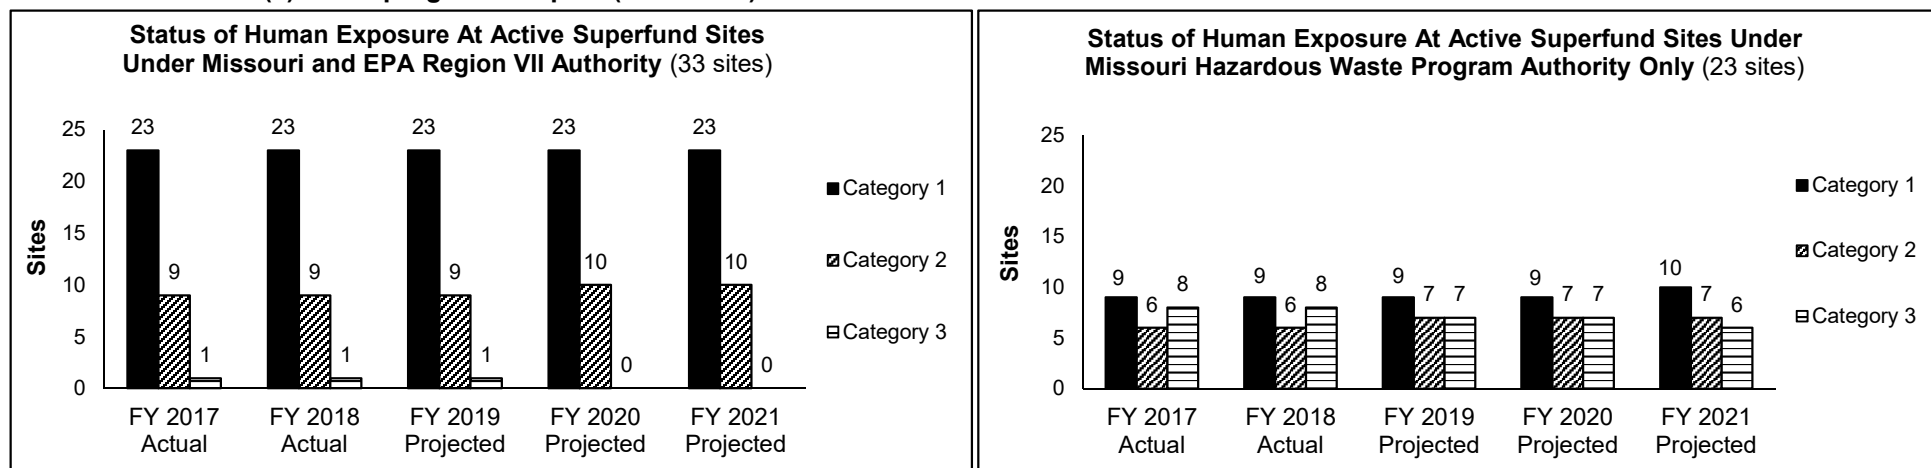 Status of Human Exposure At Active Superfund Sites
Under Missouri and EPA Region VII Authority (33 sites)
25
20
15
10
5
0
Sites
23
9
1
23
9
1
23
9
1
23
10
0
23
10
0
FY 2017
Actual
FY 2018
Actual
FY 2019
Projected
FY 2020
Projected
FY 2021
Projected
Category 1
Category 2
Category 3
Status of Human Exposure At Active Superfund Sites Under
Missouri Hazardous Waste Program Authority Only (23 sites)
25
20
15
10
5
0
Sites
9
6
8
9
6
8
9
7
7
9
7
7
10
7
6
FY 2017
Actual
FY 2018
Actual
FY 2019
Projected
FY 2020
Projected
FY 2021
Projected
Category 1
Category 2
Category 3